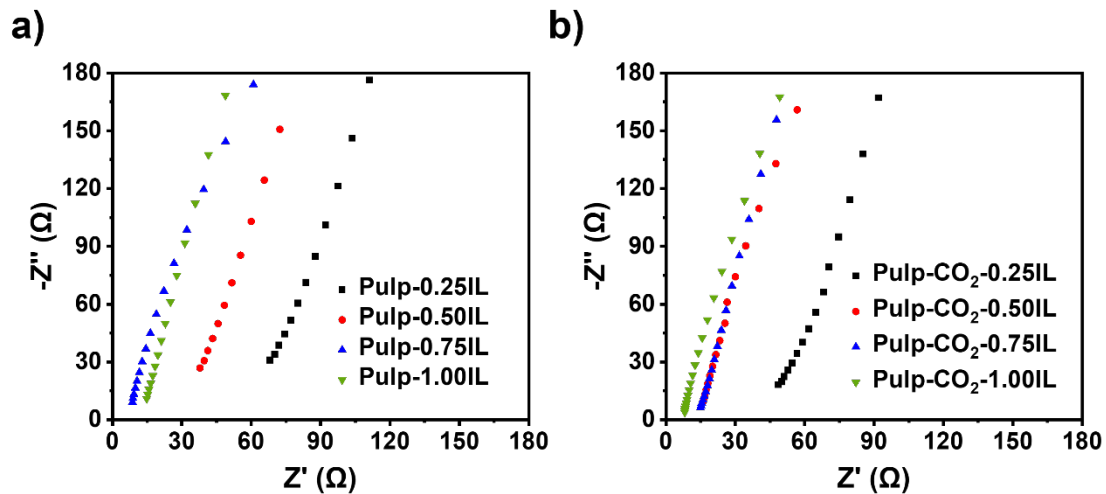 a)
180
150
120
90
60
30
0
-Z'' (Ω)
Pulp-0.25IL
Pulp-0.50IL
Pulp-0.75IL
Pulp-1.00IL
0 30 60 90 120 150 180
Z' (Ω)
b)
180
150
120
90
60
30
0
-Z'' (Ω)
Pulp-CO₂-0.25IL
Pulp-CO₂-0.50IL
Pulp-CO₂-0.75IL
Pulp-CO₂-1.00IL
0 30 60 90 120 150 180
Z' (Ω)